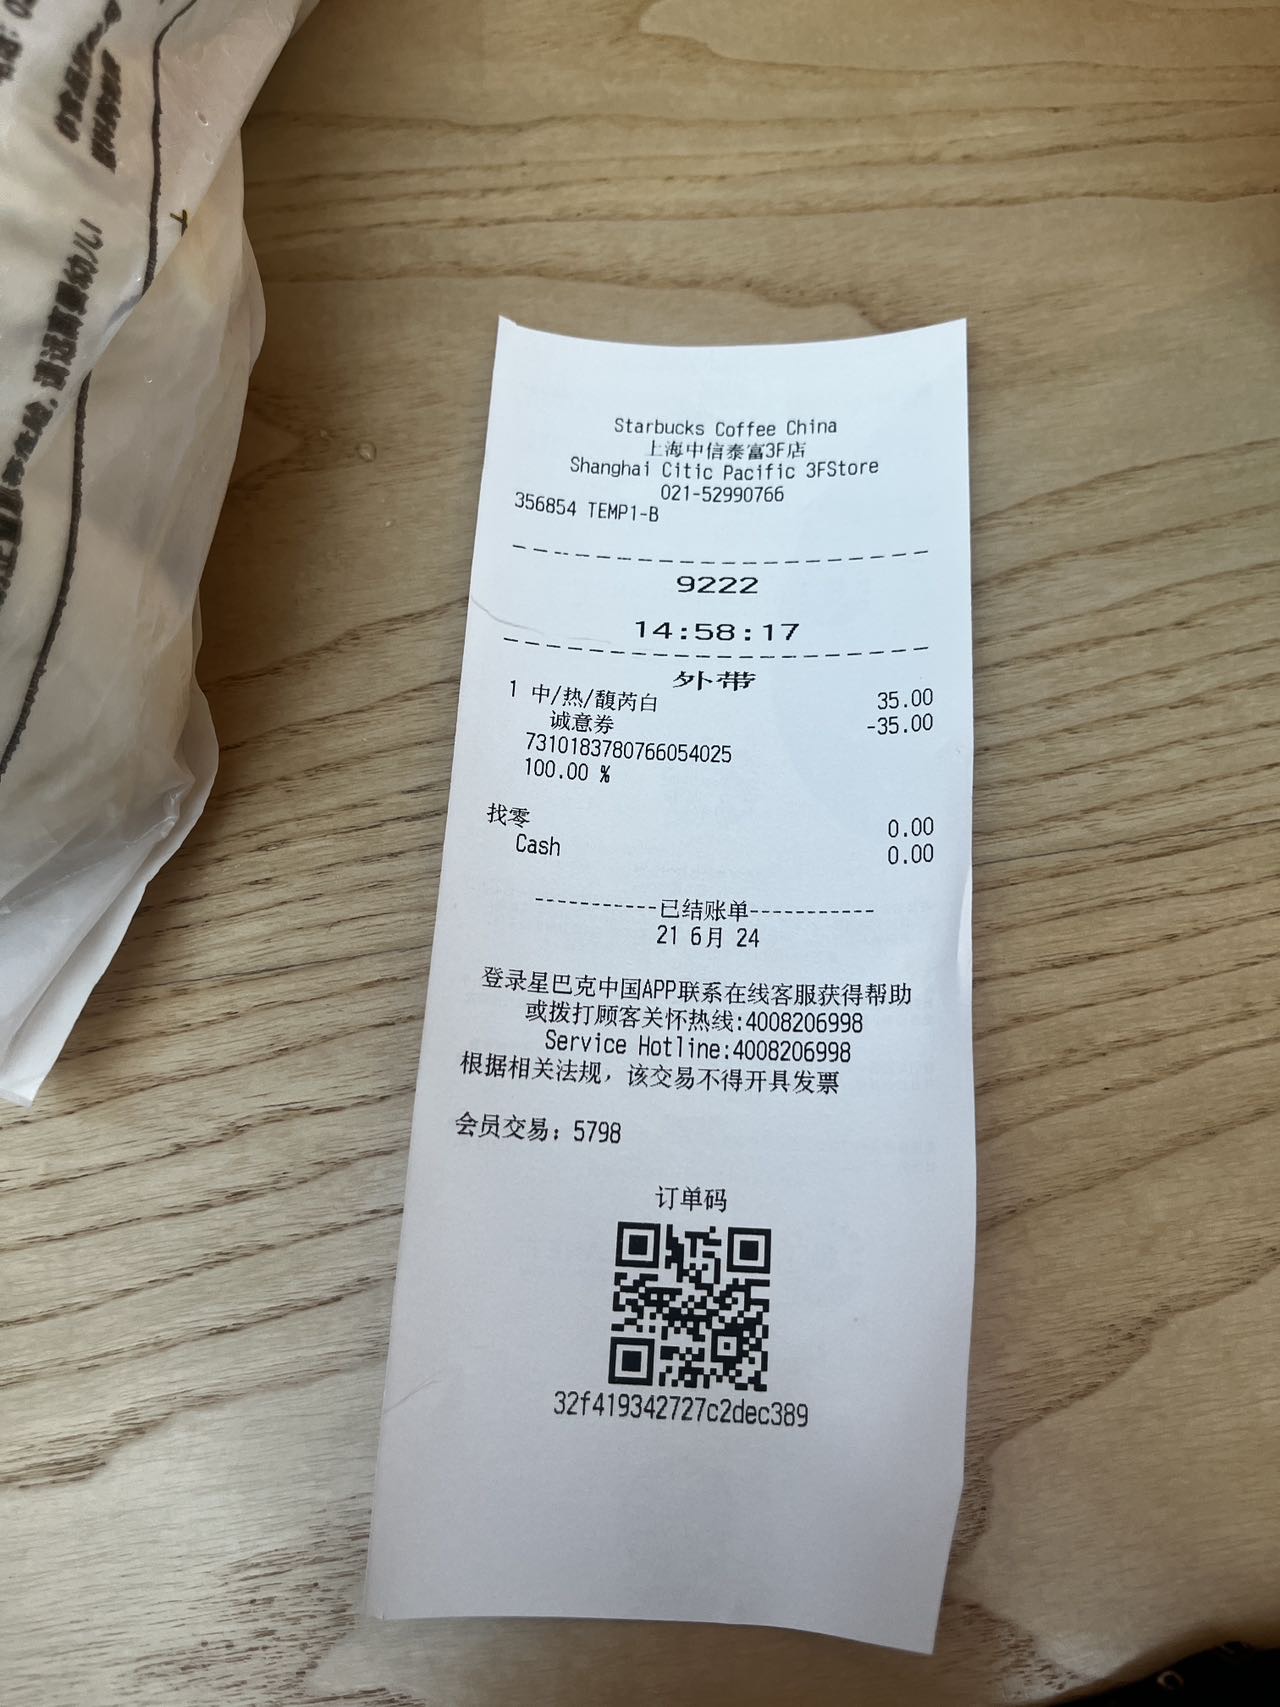 Starbucks Coffee China
上海中信泰富3F店
Shanghai Citic Pacific 3FStore
021-52990766
356854 TEMP1-B
9222
14:58:17
外带
1 中/热/馥芮白 35.00
诚意券 -35.00
7310183780766054025
100.00 %
找零 0.00
Cash 0.00
-----------已结账单-----------
21 6月 24
登录星巴克中国APP联系在线客服获得帮助
或拨打顾客关怀热线:4008206998
Service Hotline:4008206998
根据相关法规，该交易不得开具发票
会员交易：5798
订单码
32f419342727c2dec389